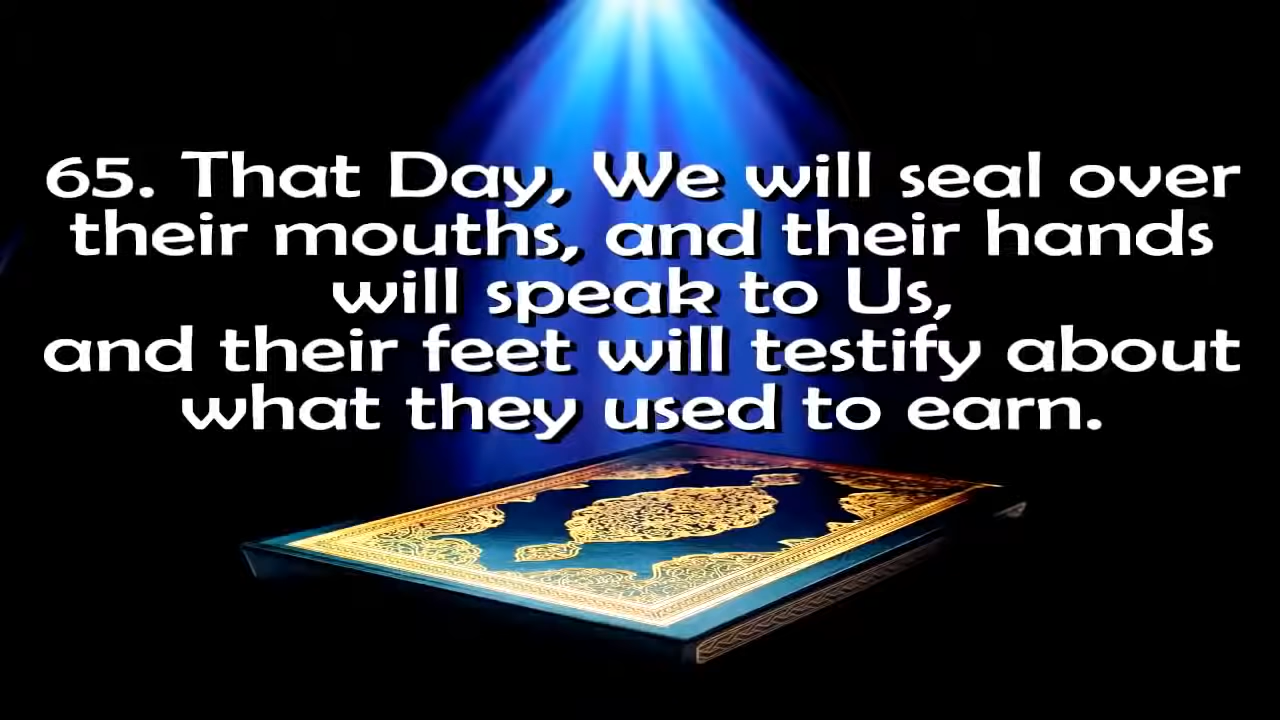 65. That Day, We will seal over
their mouths, and their hands
will speak to Us,
and their feet will testify about
what they used to earn.